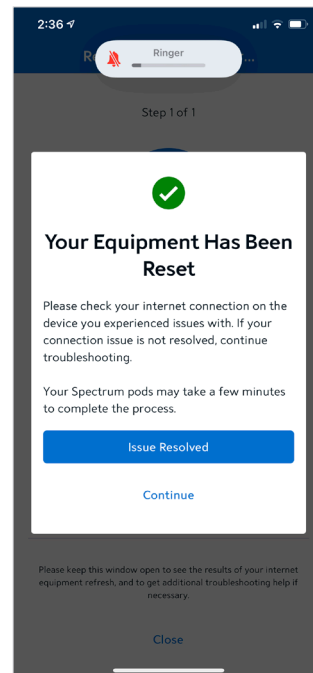 2:36
Ringer
R
...
Step 1 of 1
Your Equipment Has Been
Reset
Please check your internet connection on the
device you experienced issues with. If your
connection issue is not resolved, continue
troubleshooting.
Your Spectrum pods may take a few minutes
to complete the process.
Issue Resolved
Continue
Please keep this window open to see the results of your internet
equipment refresh, and to get additional troubleshooting help if
necessary.
Close